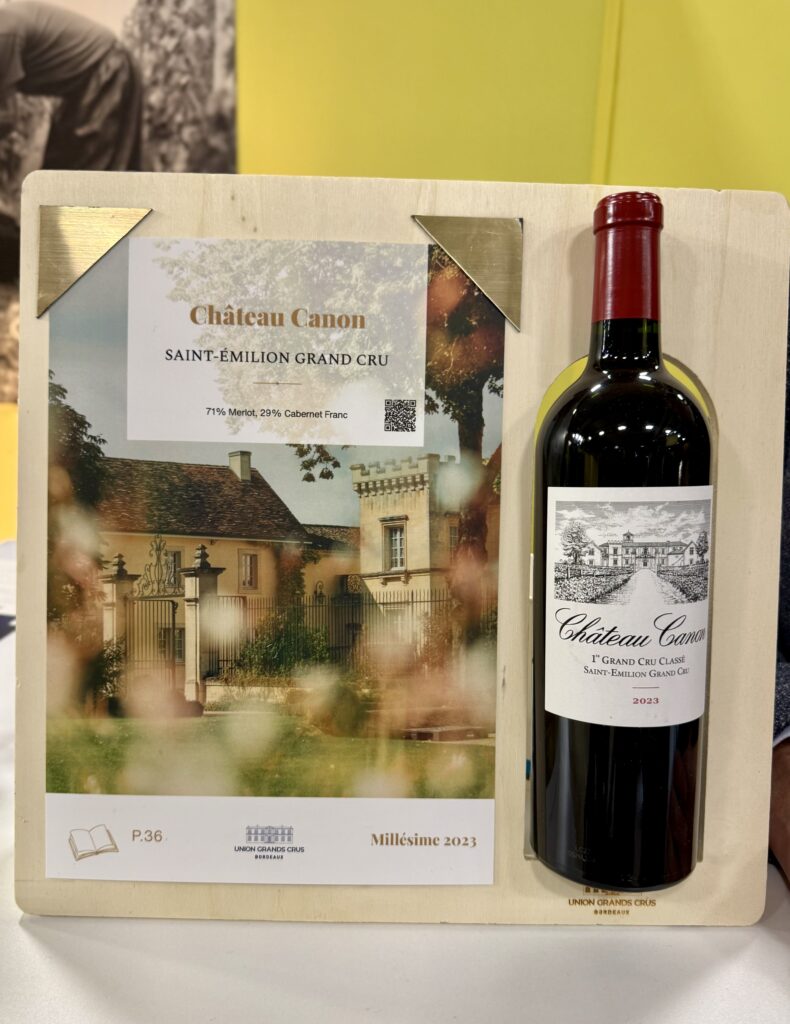 Château Canon
SAINT-ÉMILION GRAND CRU
71% Merlot, 29% Cabernet Franc
P.36
UNION GRANDS CRUS
BORDEAUX
Millésime 2023
Château Canon
1er GRAND CRU CLASSÉ
SAINT-EMILION GRAND CRU
2023
UNION GRANDS CRUS
BORDEAUX